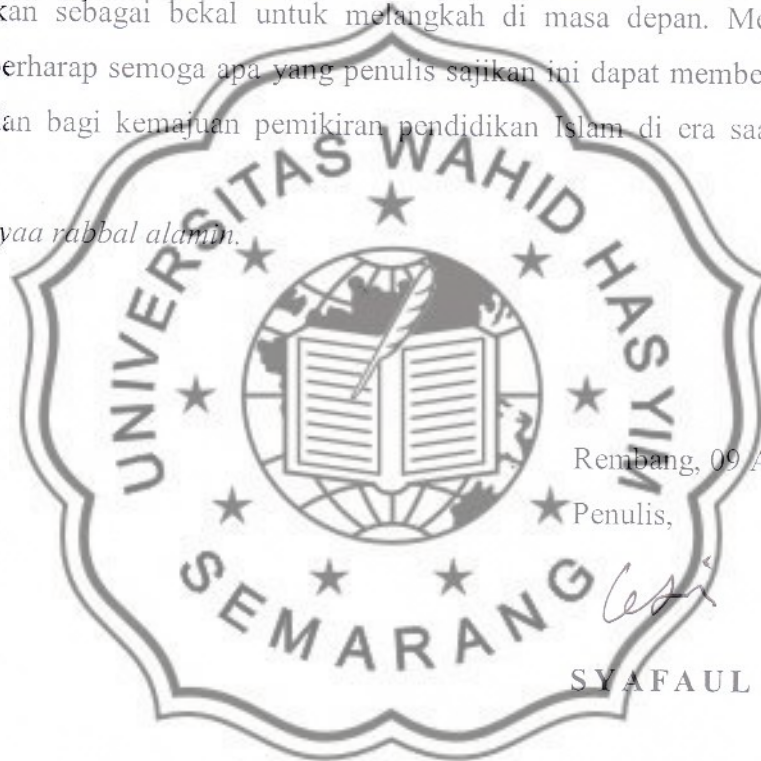 kan sebagai bekal untuk melangkah di masa depan. Me
berharap semoga apa yang penulis sajikan ini dapat membe
an bagi kemajuan pemikiran pendidikan Islam di era saa
yaa rabbal alamin.
UNIVERSITAS WAHID HASYIM
SEMARANG
Rembang, 09 A
Penulis,
SYAFAUL